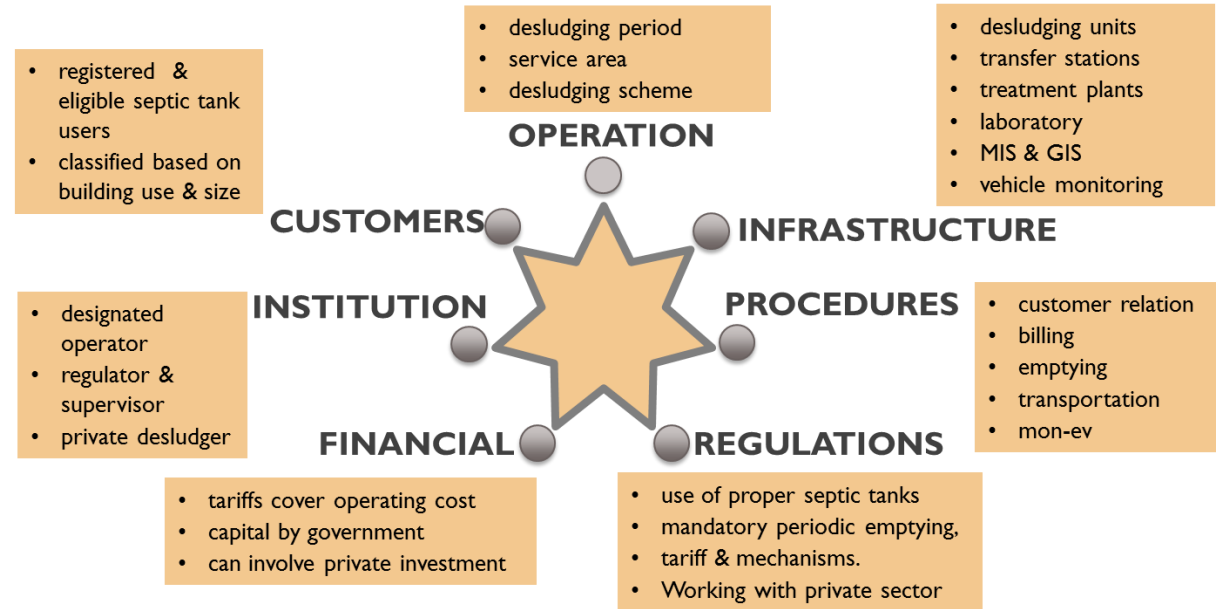 • desludging period
• service area
• desludging scheme
OPERATION
• desludging units
• transfer stations
• treatment plants
• laboratory
• MIS & GIS
• vehicle monitoring
INFRASTRUCTURE
• registered &
eligible septic tank
users
• classified based on
building use & size
CUSTOMERS
INSTITUTION
• designated
operator
• regulator &
supervisor
• private desludger
PROCEDURES
• customer relation
• billing
• emptying
• transportation
• mon-ev
FINANCIAL
• tariffs cover operating cost
• capital by government
• can involve private investment
REGULATIONS
• use of proper septic tanks
• mandatory periodic emptying,
• tariff & mechanisms.
• Working with private sector